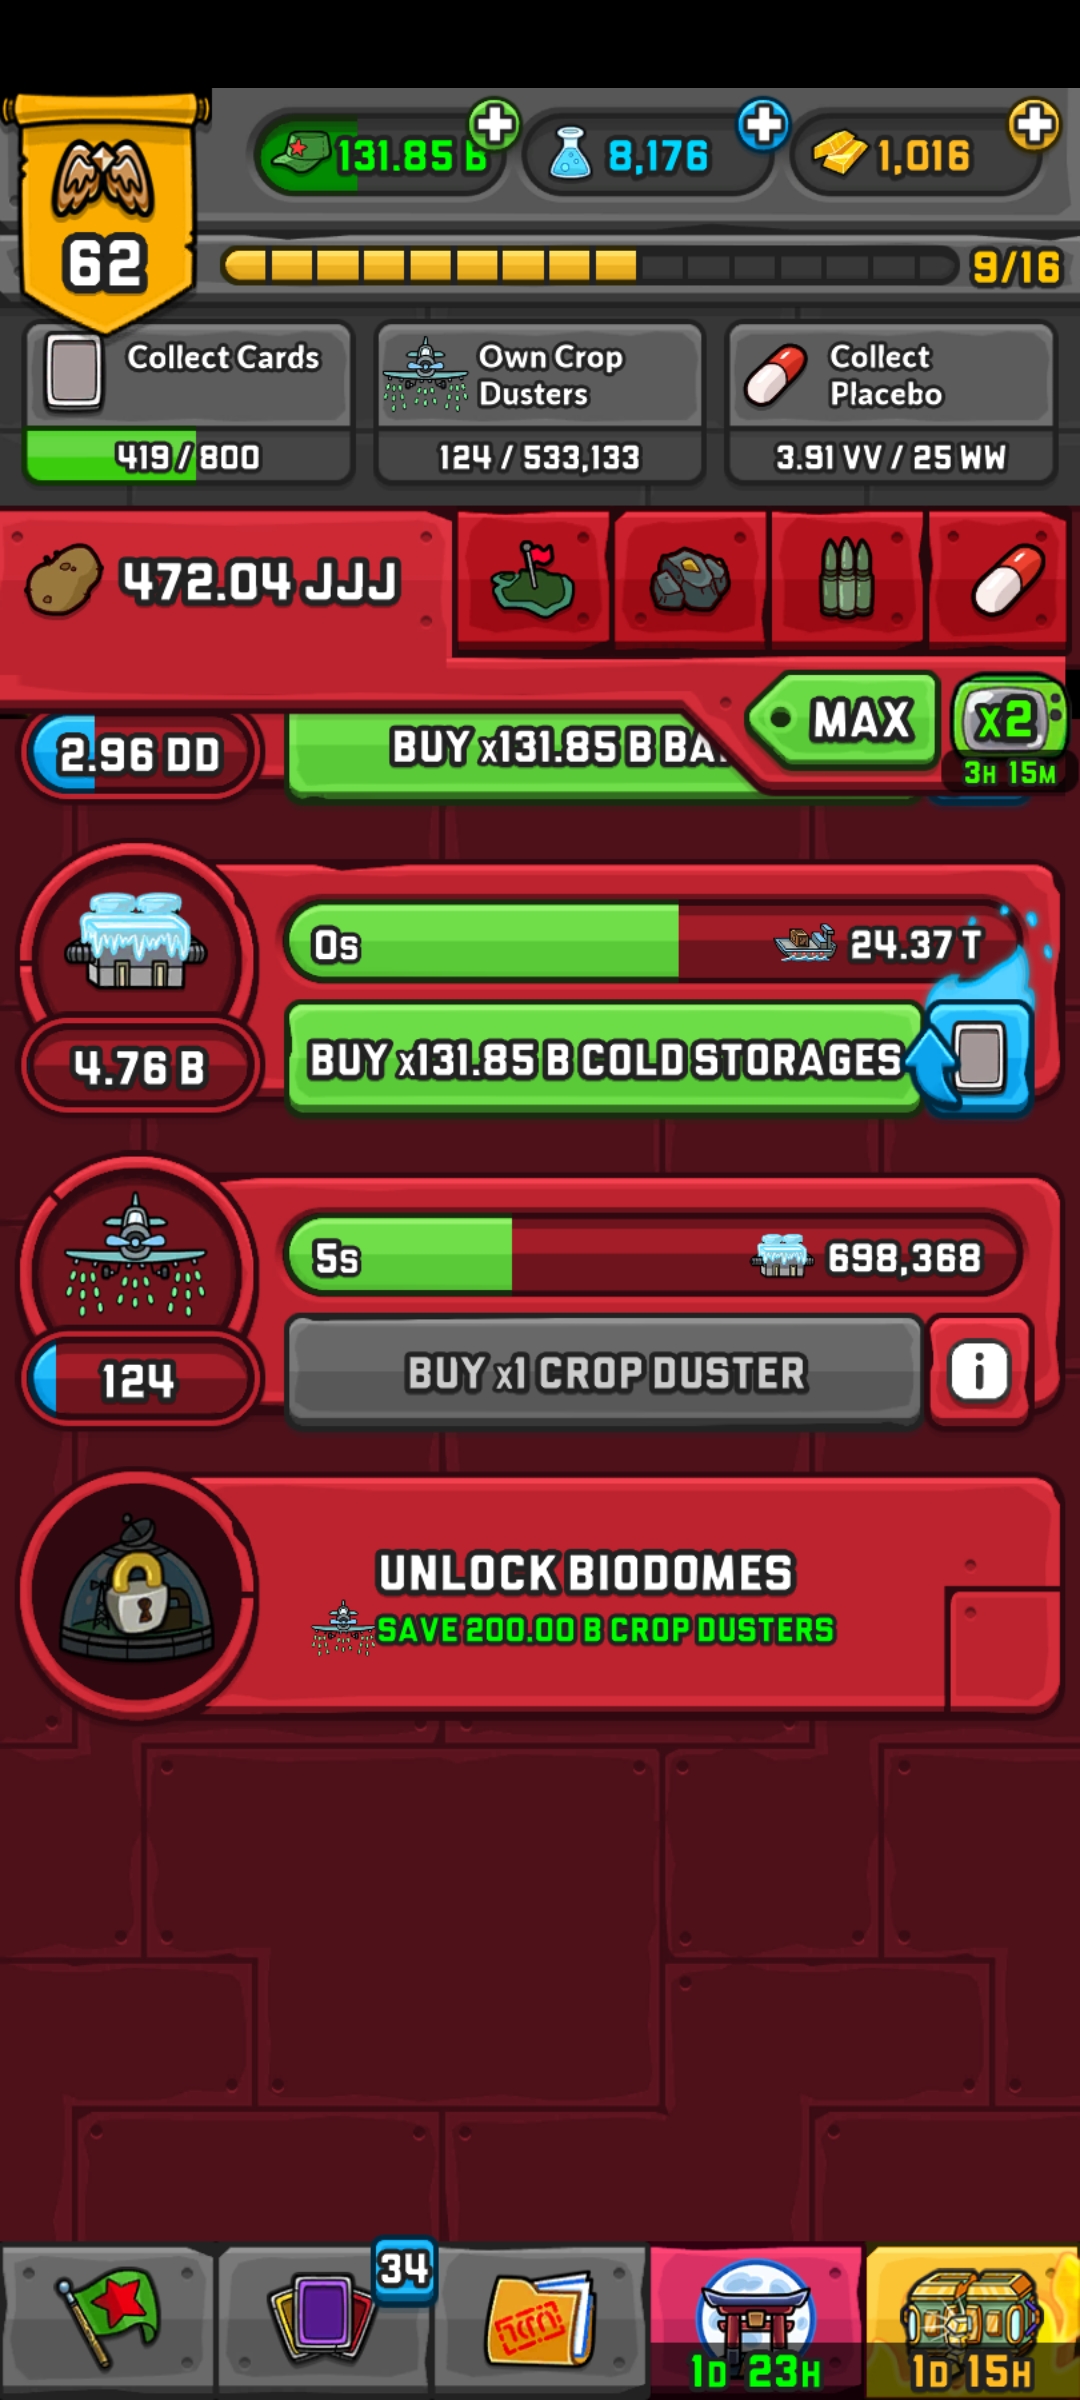 131.85 B
8,176
1,016
62
9/16
Collect Cards
419 / 800
Own Crop
Dusters
124 / 533,133
Collect
Placebo
3.91 VV / 25 WW
472.04 JJJ
MAX
x2
3H 15M
2.96 DD
BUY x131.85 B BA
0s
24.37 T
4.76 B
BUY x131.85 B COLD STORAGES
5s
698,368
124
BUY x1 CROP DUSTER
i
UNLOCK BIODOMES
SAVE 200.00 B CROP DUSTERS
34
1D 23H
1D 15H